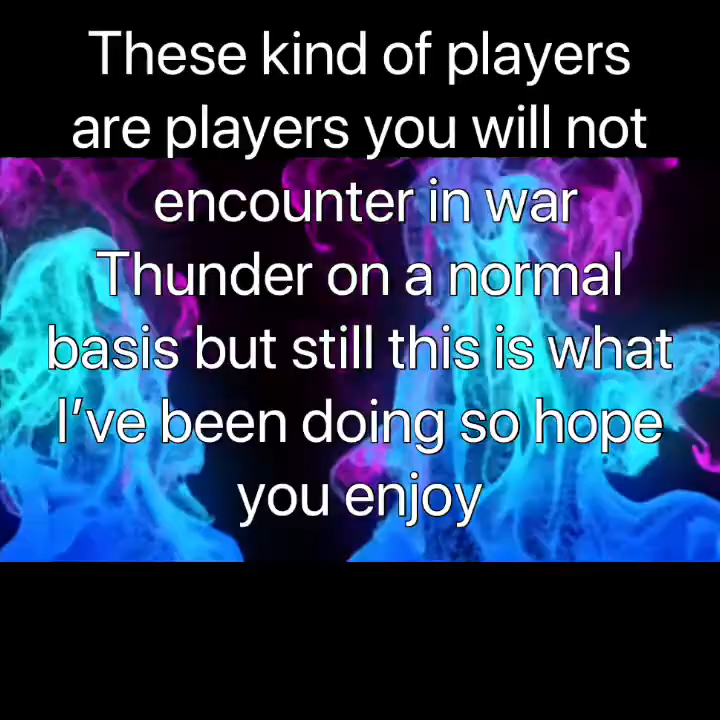 These kind of players
are players you will not
encounter in war
Thunder on a normal
basis but still this is what
I've been doing so hope
you enjoy